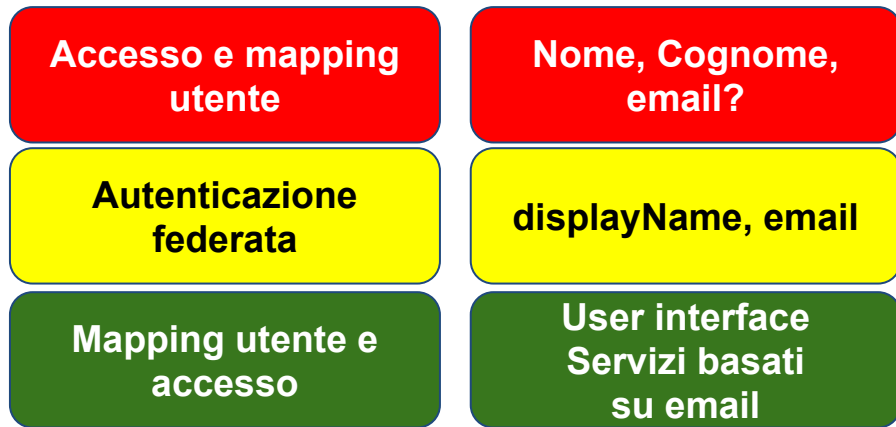 Accesso e mapping
utente
Nome, Cognome,
email?
Autenticazione
federata
displayName, email
Mapping utente e
accesso
User interface
Servizi basati
su email